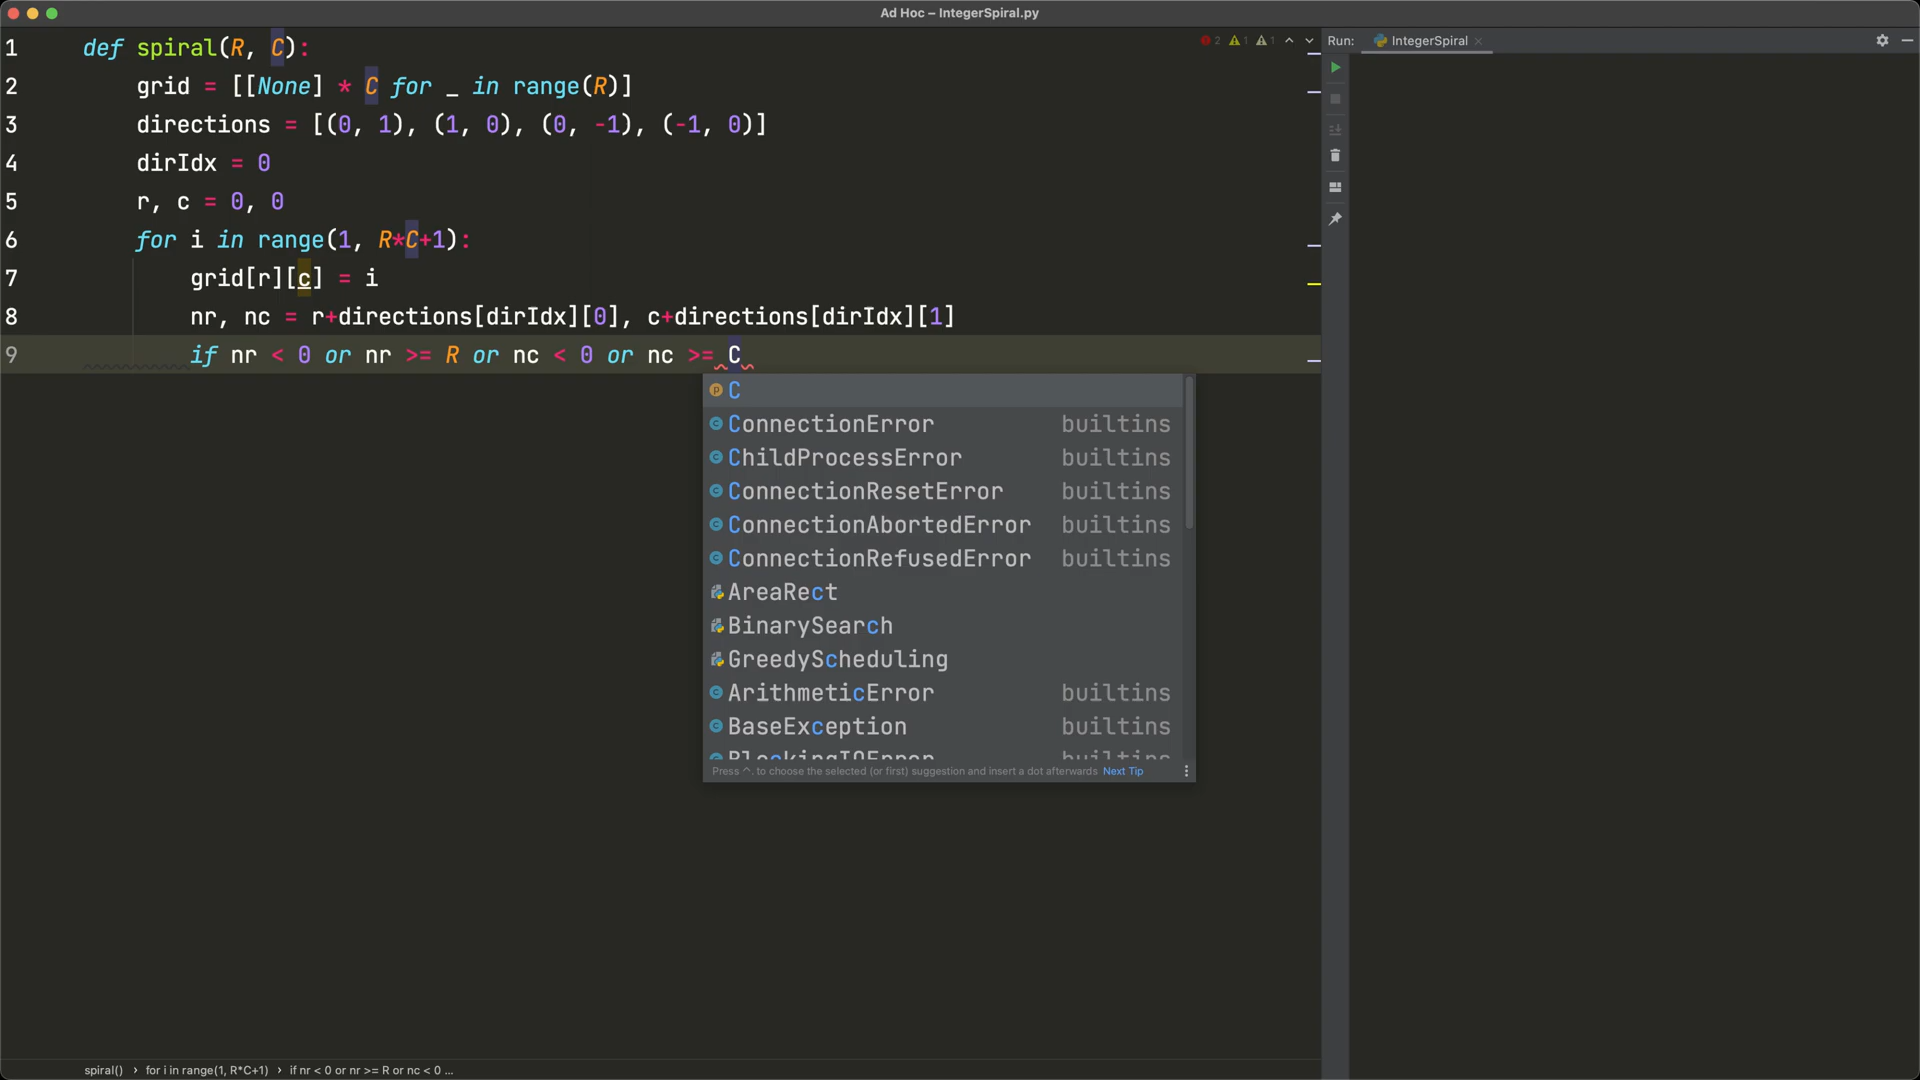 Ad Hoc – IntegerSpiral.py
1 def spiral(R, C):
2 grid = [[None] * C for _ in range(R)]
3 directions = [(0, 1), (1, 0), (0, -1), (-1, 0)]
4 dirIdx = 0
5 r, c = 0, 0
6 for i in range(1, R*C+1):
7 grid[r][c] = i
8 nr, nc = r+directions[dirIdx][0], c+directions[dirIdx][1]
9 if nr < 0 or nr >= R or nc < 0 or nc >= C
2 1 1
C
ConnectionError builtins
ChildProcessError builtins
ConnectionResetError builtins
ConnectionAbortedError builtins
ConnectionRefusedError builtins
AreaRect
BinarySearch
GreedyScheduling
ArithmeticError builtins
BaseException builtins
BlockingIOError builtins
Press ^. to choose the selected (or first) suggestion and insert a dot afterwards Next Tip
Run: IntegerSpiral
spiral() › for i in range(1, R*C+1) › if nr < 0 or nr >= R or nc < 0 ...